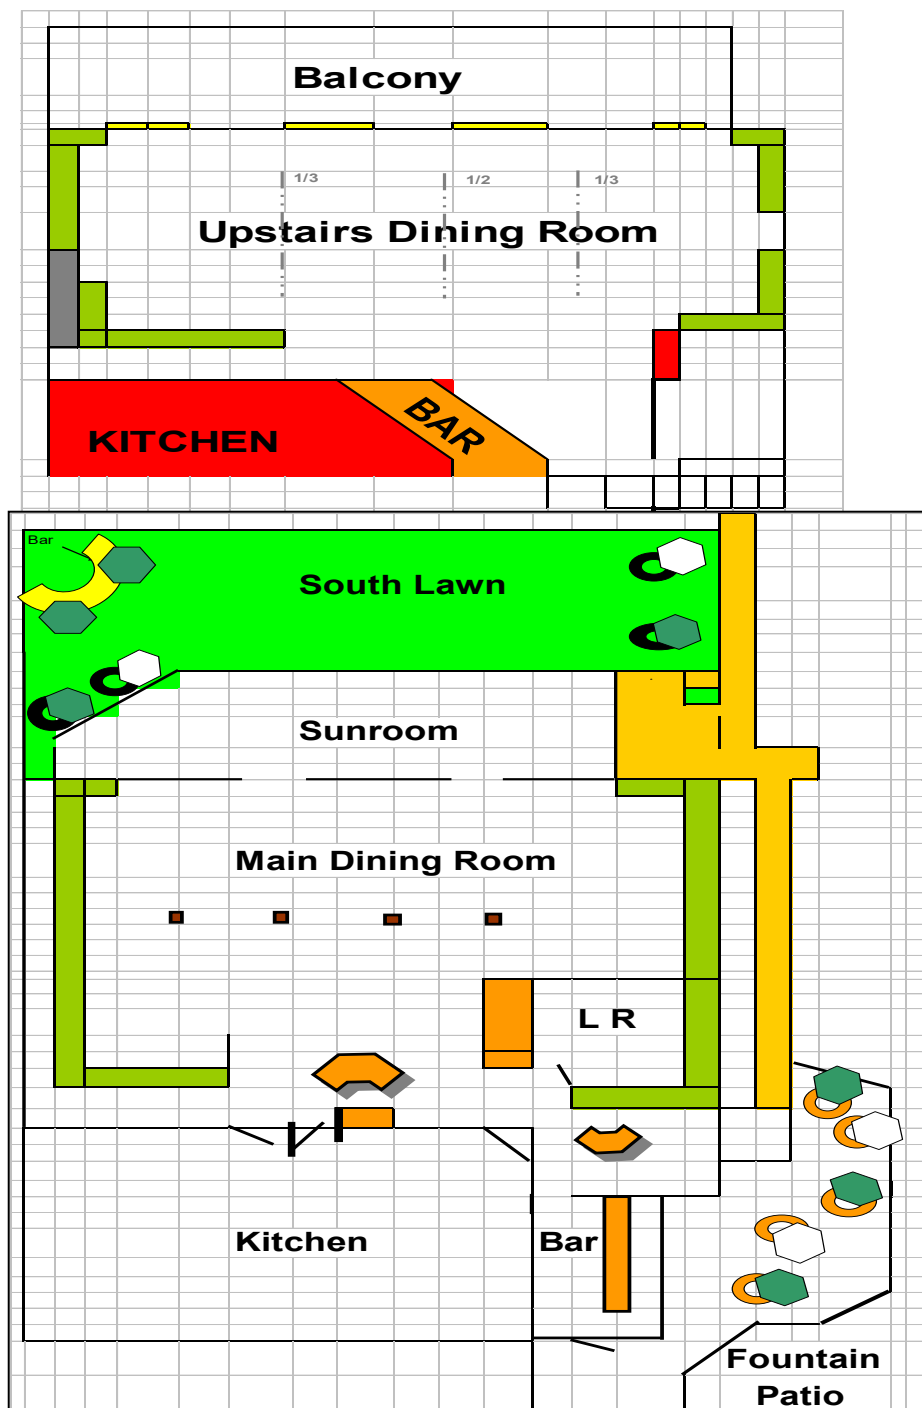 Balcony
1/3
1/2
1/3
Upstairs Dining Room
BAR
KITCHEN
Bar
South Lawn
Sunroom
Main Dining Room
L R
Kitchen
Bar
Fountain
Patio